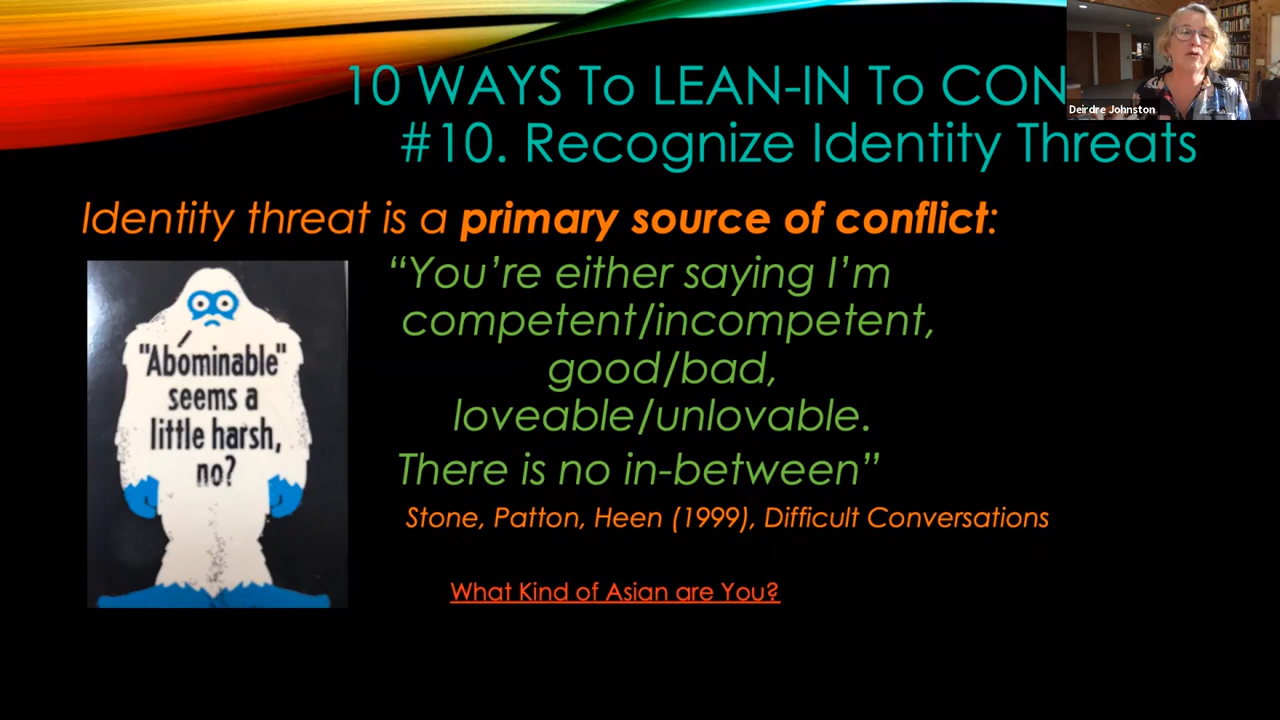 10 WAYS To LEAN-IN To CON
Deirdre Johnston
#10. Recognize Identity Threats
Identity threat is a primary source of conflict:
"Abominable"
seems a
little harsh,
no?
“You’re either saying I’m
competent/incompetent,
good/bad,
loveable/unlovable.
There is no in-between”
Stone, Patton, Heen (1999), Difficult Conversations
What Kind of Asian are You?